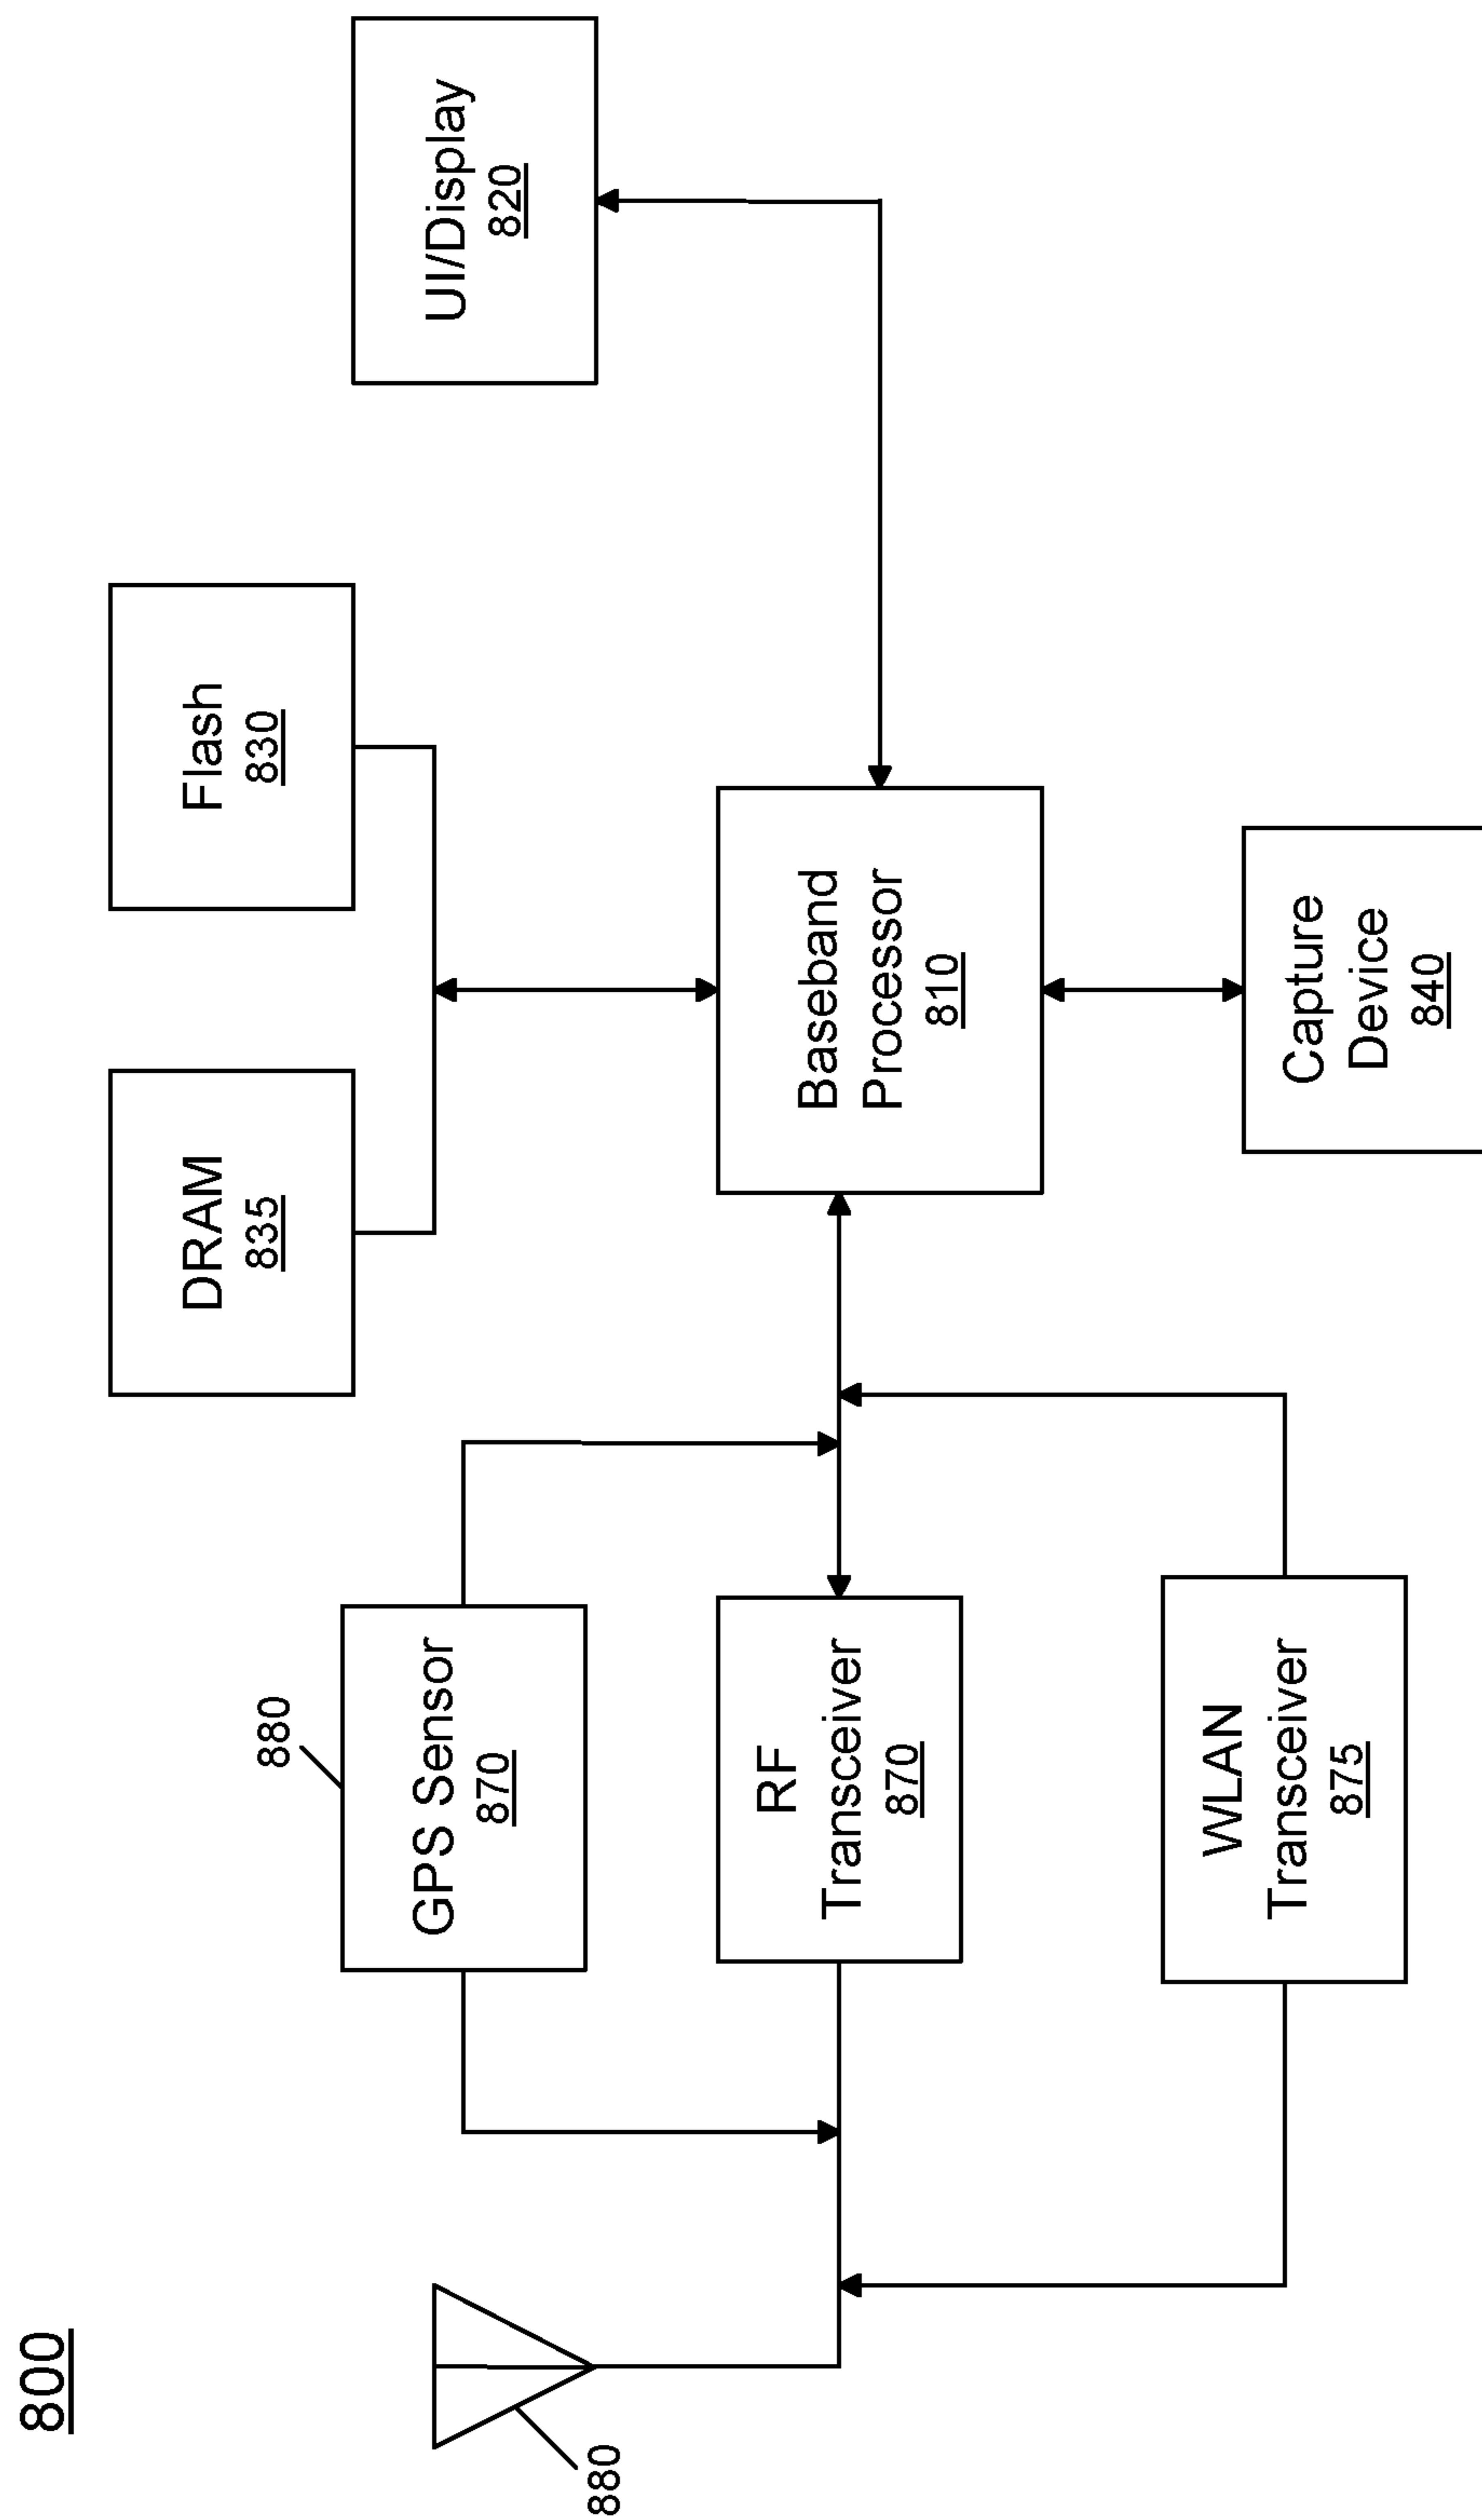 800
DRAM
835
Flash
830
UI/Display
820
880
GPS Sensor
870
880
RF
Transceiver
870
Baseband
Processor
810
WLAN
Transceiver
875
Capture
Device
840